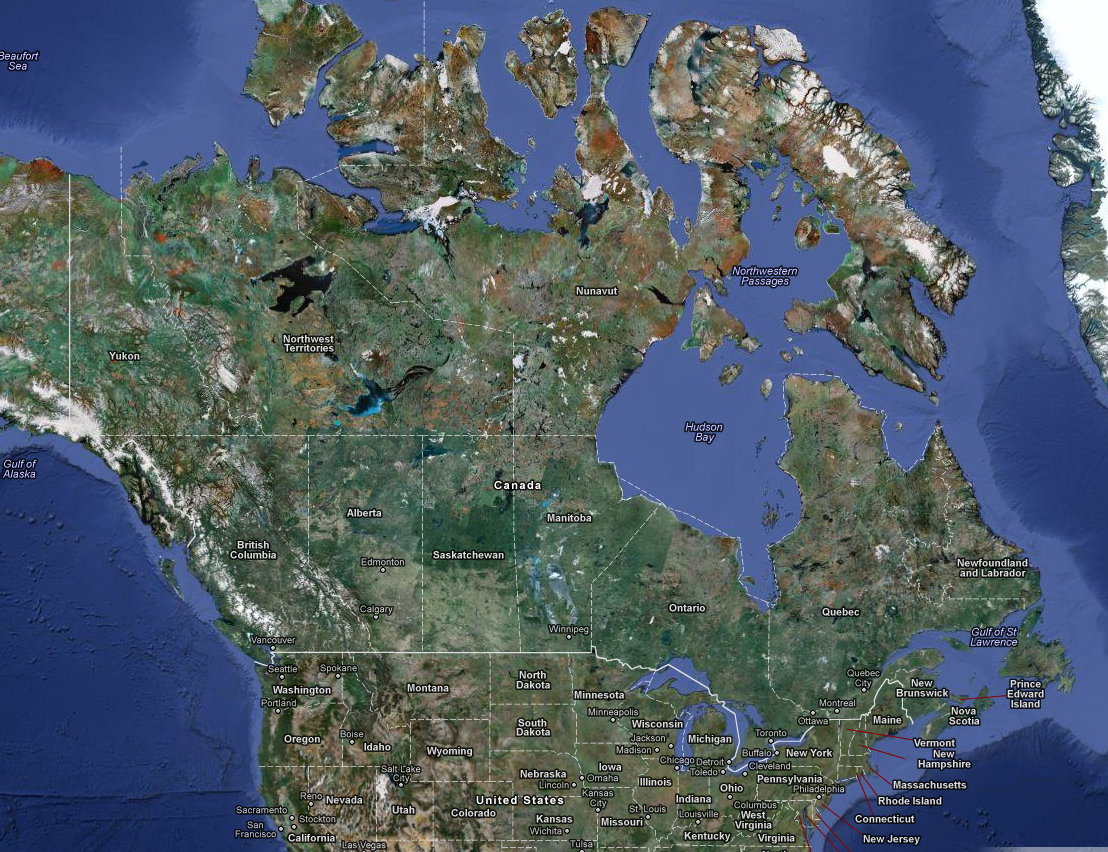 Beaufort
Sea
Northwestern
Passages
Nunavut
Northwest
Territories
Yukon
Hudson
Bay
Gulf of
Alaska
Canada
Alberta
Manitoba
British
Columbia
Saskatchewan
Edmonton
Newfoundland
and Labrador
Calgary
Ontario
Quebec
Winnipeg
Vancouver
Gulf of St
Lawrence
Seattle
Spokane
Washington
Montana
North
Dakota
Minnesota
Quebec
City
New
Brunswick
Prince
Edward
Island
Portland
Minneapolis
Montreal
Nova
Scotia
Ottawa
Maine
Oregon
Boise
Idaho
Wyoming
South
Dakota
Wisconsin
Jackson
Madison
Michigan
Toronto
Buffalo
New York
Vermont
New
Hampshire
Salt Lake
City
Nebraska
Lincoln
Iowa
Omaha
Chicago
Detroit
Toledo
Cleveland
Pennsylvania
Philadelphia
Massachusetts
Reno
Nevada
Utah
Colorado
United States
Kansas
City
Illinois
Indiana
Ohio
Columbus
Rhode Island
Sacramento
Stockton
San
Francisco
California
Las Vegas
Kansas
Wichita
Missouri
St. Louis
Louisville
Kentucky
West
Virginia
Virginia
Connecticut
New Jersey
Tulsa